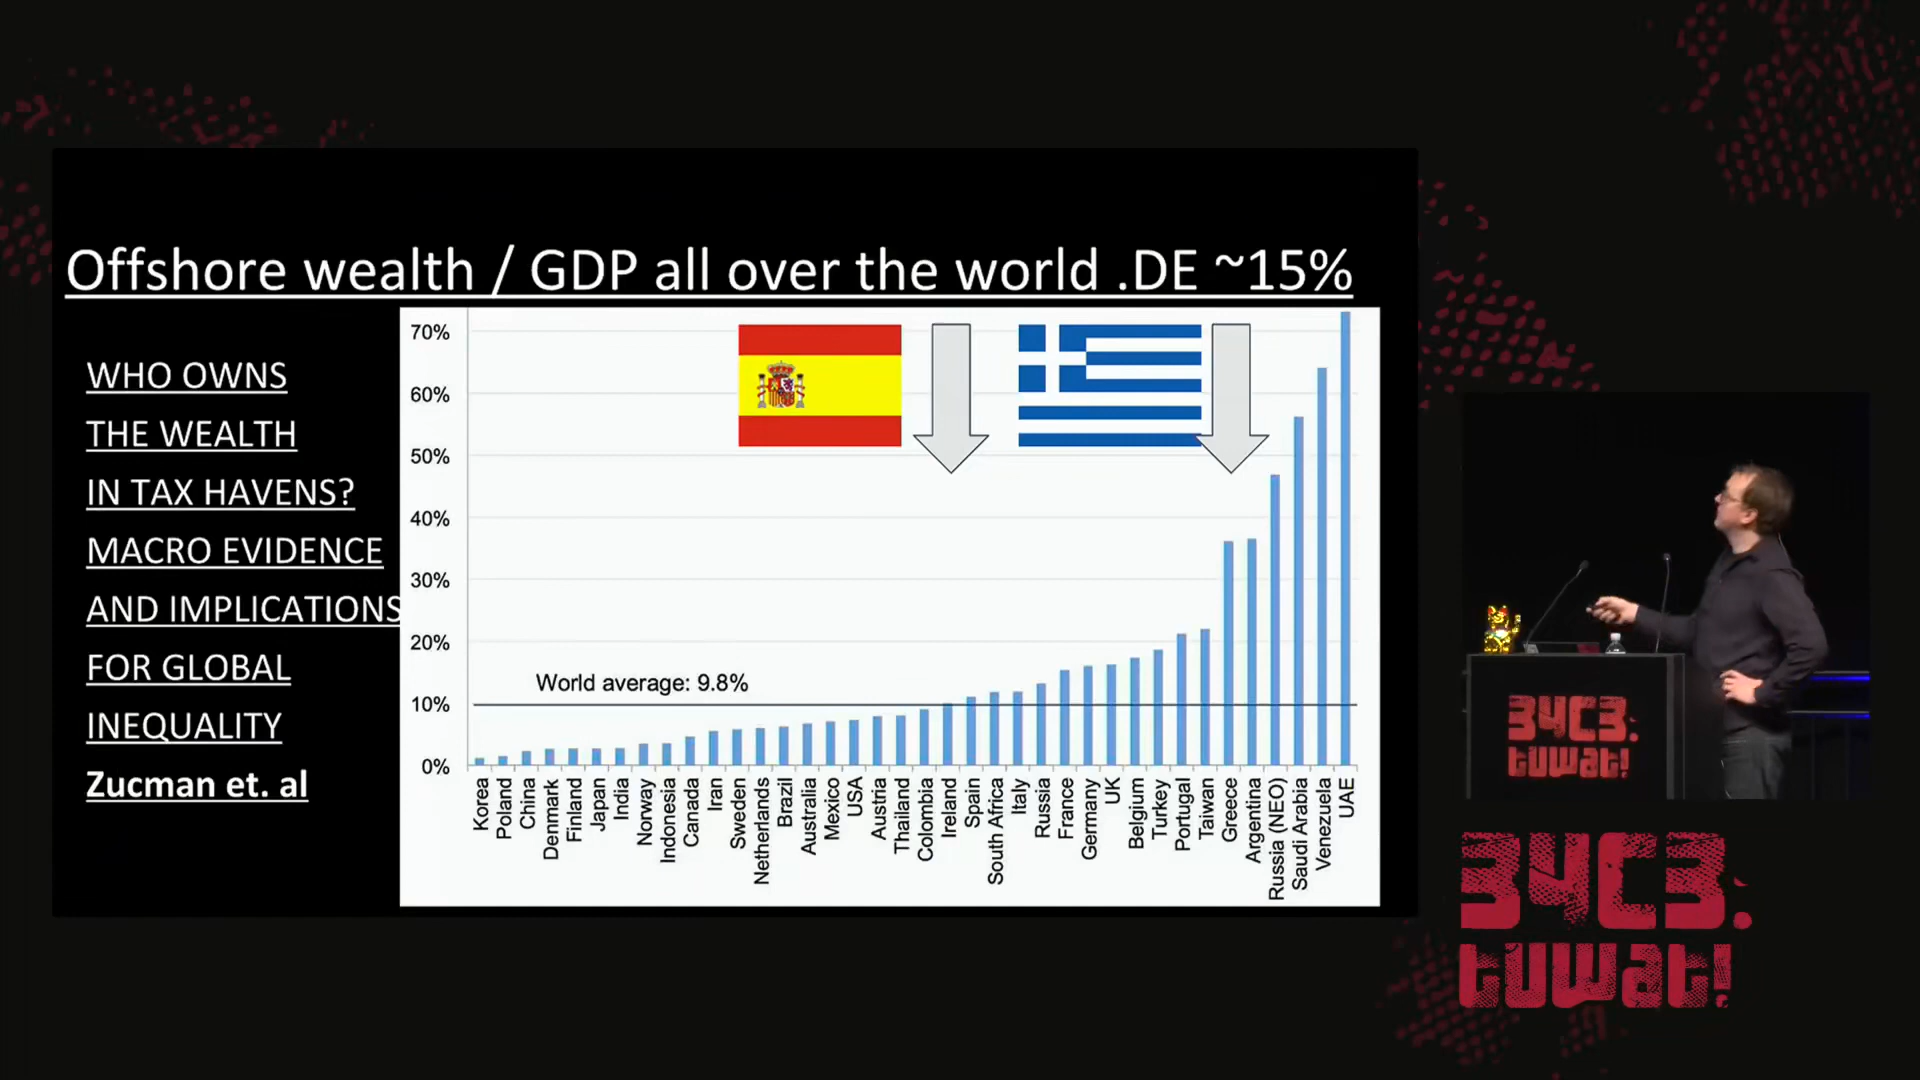 Offshore wealth / GDP all over the world .DE ~15%
WHO OWNS
THE WEALTH
IN TAX HAVENS?
MACRO EVIDENCE
AND IMPLICATIONS
FOR GLOBAL
INEQUALITY
Zucman et. al
70%
60%
50%
40%
30%
20%
10%
0%
World average: 9.8%
Korea
Poland
China
Denmark
Finland
Japan
India
Norway
Indonesia
Canada
Iran
Sweden
Netherlands
Brazil
Australia
Mexico
USA
Austria
Thailand
Colombia
Ireland
Spain
South Africa
Italy
Russia
France
Germany
UK
Belgium
Turkey
Portugal
Taiwan
Greece
Argentina
Russia (NEO)
Saudi Arabia
Venezuela
UAE
34C3.
tuwat!
34C3.
tuwat!